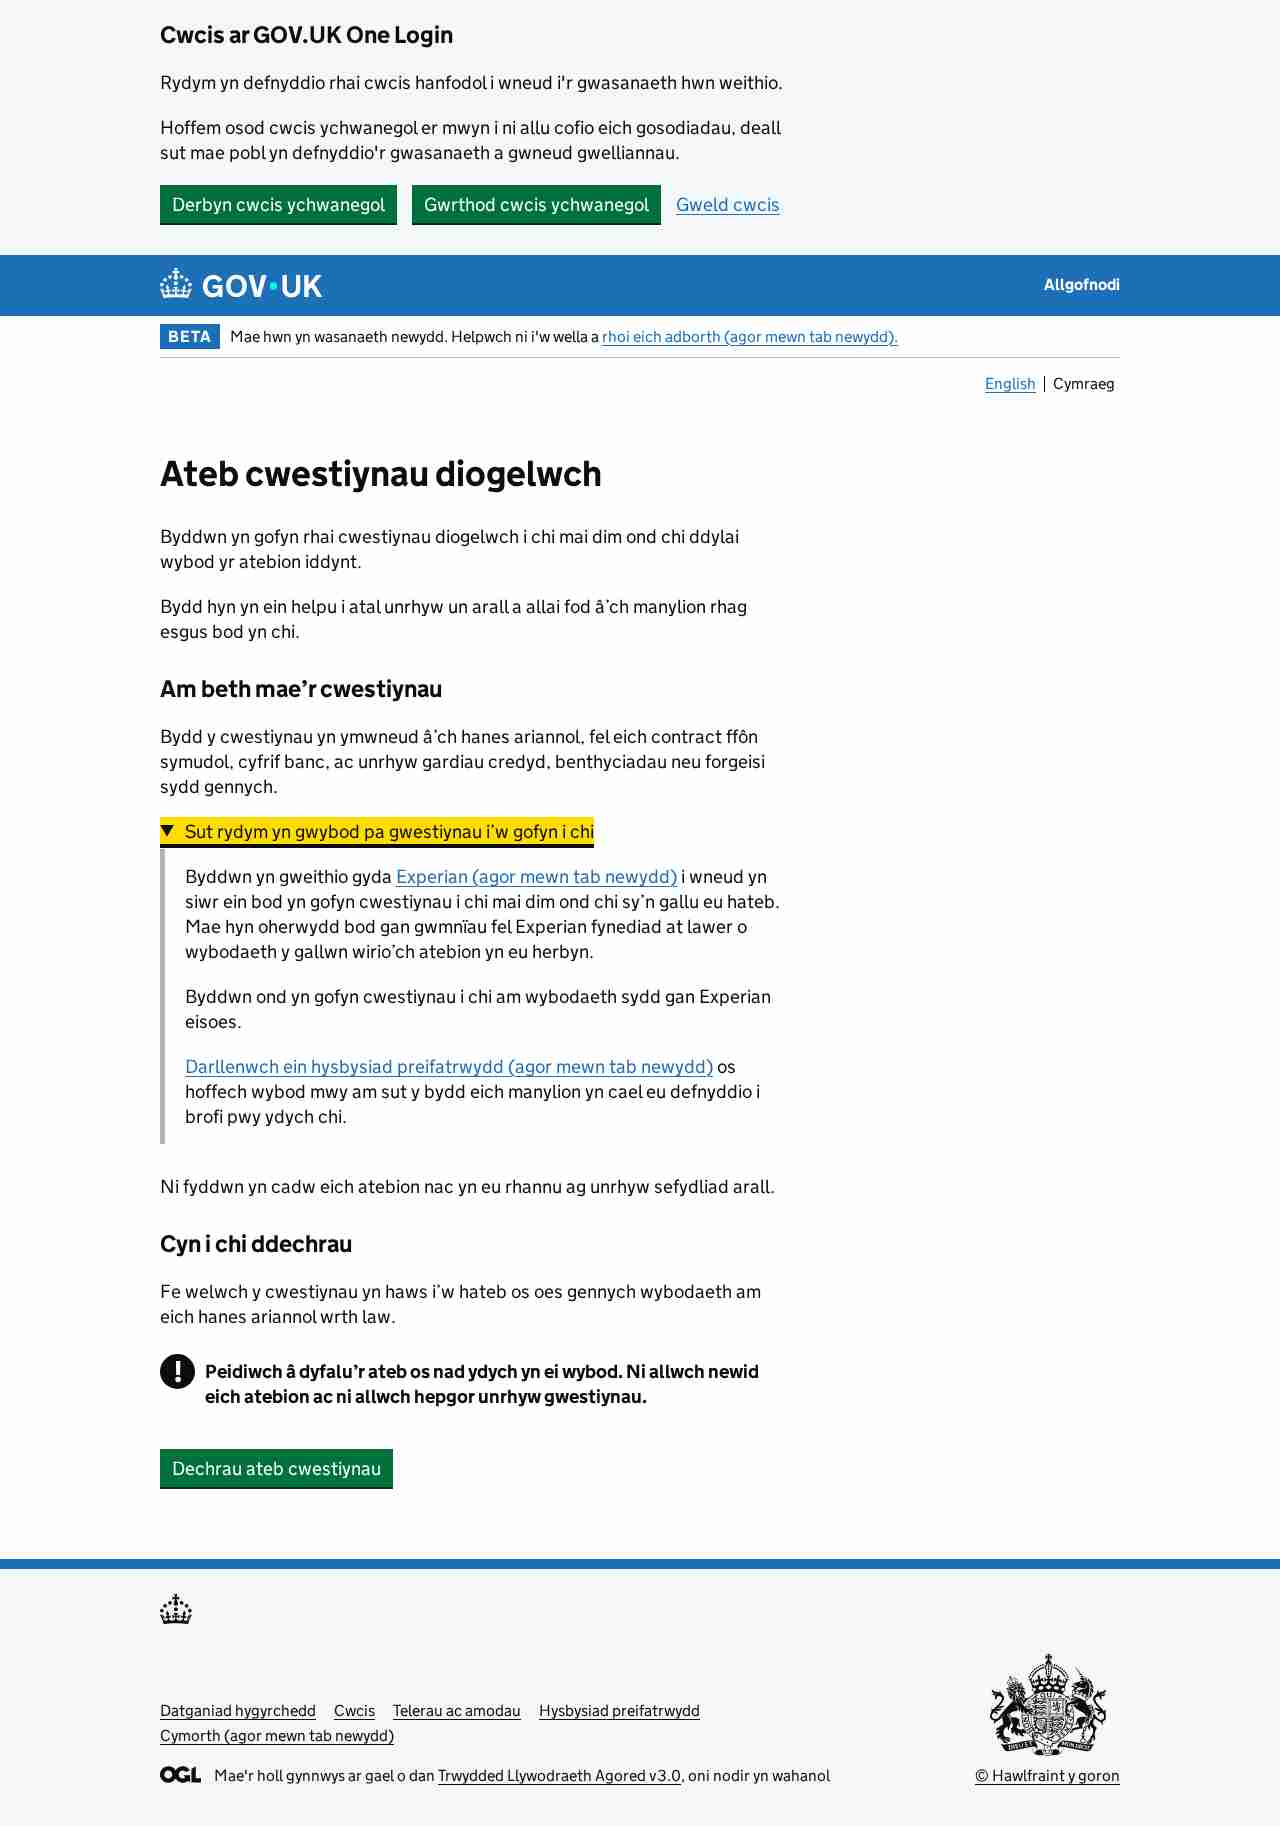 Cwcis ar GOV.UK One Login
Rydym yn defnyddio rhai cwcis hanfodol i wneud i'r gwasanaeth hwn weithio.
Hoffem osod cwcis ychwanegol er mwyn i ni allu cofio eich gosodiadau, deall
sut mae pobl yn defnyddio'r gwasanaeth a gwneud gwelliannau.
Derbyn cwcis ychwanegol Gwrthod cwcis ychwanegol Gweld cwcis
GOV·UK Allgofnodi
BETA Mae hwn yn wasanaeth newydd. Helpwch ni i'w wella a rhoi eich adborth (agor mewn tab newydd).
English | Cymraeg
Ateb cwestiynau diogelwch
Byddwn yn gofyn rhai cwestiynau diogelwch i chi mai dim ond chi ddylai
wybod yr atebion iddynt.
Bydd hyn yn ein helpu i atal unrhyw un arall a allai fod â’ch manylion rhag
esgus bod yn chi.
Am beth mae’r cwestiynau
Bydd y cwestiynau yn ymwneud â’ch hanes ariannol, fel eich contract ffôn
symudol, cyfrif banc, ac unrhyw gardiau credyd, benthyciadau neu forgeisi
sydd gennych.
Sut rydym yn gwybod pa gwestiynau i’w gofyn i chi
Byddwn yn gweithio gyda Experian (agor mewn tab newydd) i wneud yn
siwr ein bod yn gofyn cwestiynau i chi mai dim ond chi sy’n gallu eu hateb.
Mae hyn oherwydd bod gan gwmnïau fel Experian fynediad at lawer o
wybodaeth y gallwn wirio’ch atebion yn eu herbyn.
Byddwn ond yn gofyn cwestiynau i chi am wybodaeth sydd gan Experian
eisoes.
Darllenwch ein hysbysiad preifatrwydd (agor mewn tab newydd) os
hoffech wybod mwy am sut y bydd eich manylion yn cael eu defnyddio i
brofi pwy ydych chi.
Ni fyddwn yn cadw eich atebion nac yn eu rhannu ag unrhyw sefydliad arall.
Cyn i chi ddechrau
Fe welwch y cwestiynau yn haws i’w hateb os oes gennych wybodaeth am
eich hanes ariannol wrth law.
! Peidiwch â dyfalu’r ateb os nad ydych yn ei wybod. Ni allwch newid
eich atebion ac ni allwch hepgor unrhyw gwestiynau.
Dechrau ateb cwestiynau
Datganiad hygyrchedd Cwcis Telerau ac amodau Hysbysiad preifatrwydd
Cymorth (agor mewn tab newydd)
OGL Mae'r holl gynnwys ar gael o dan Trwydded Llywodraeth Agored v3.0, oni nodir yn wahanol
© Hawlfraint y goron